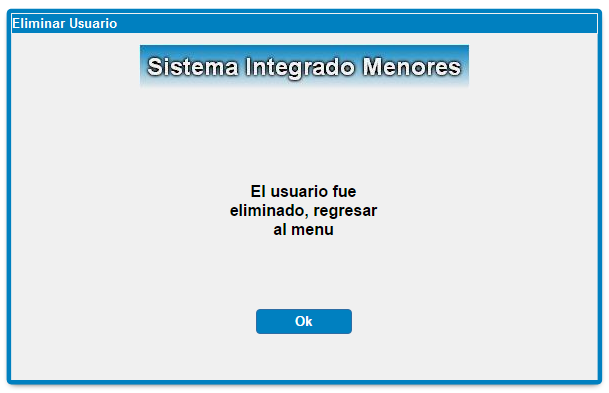 Eliminar Usuario
Sistema Integrado Menores
El usuario fue
eliminado, regresar
al menu
Ok